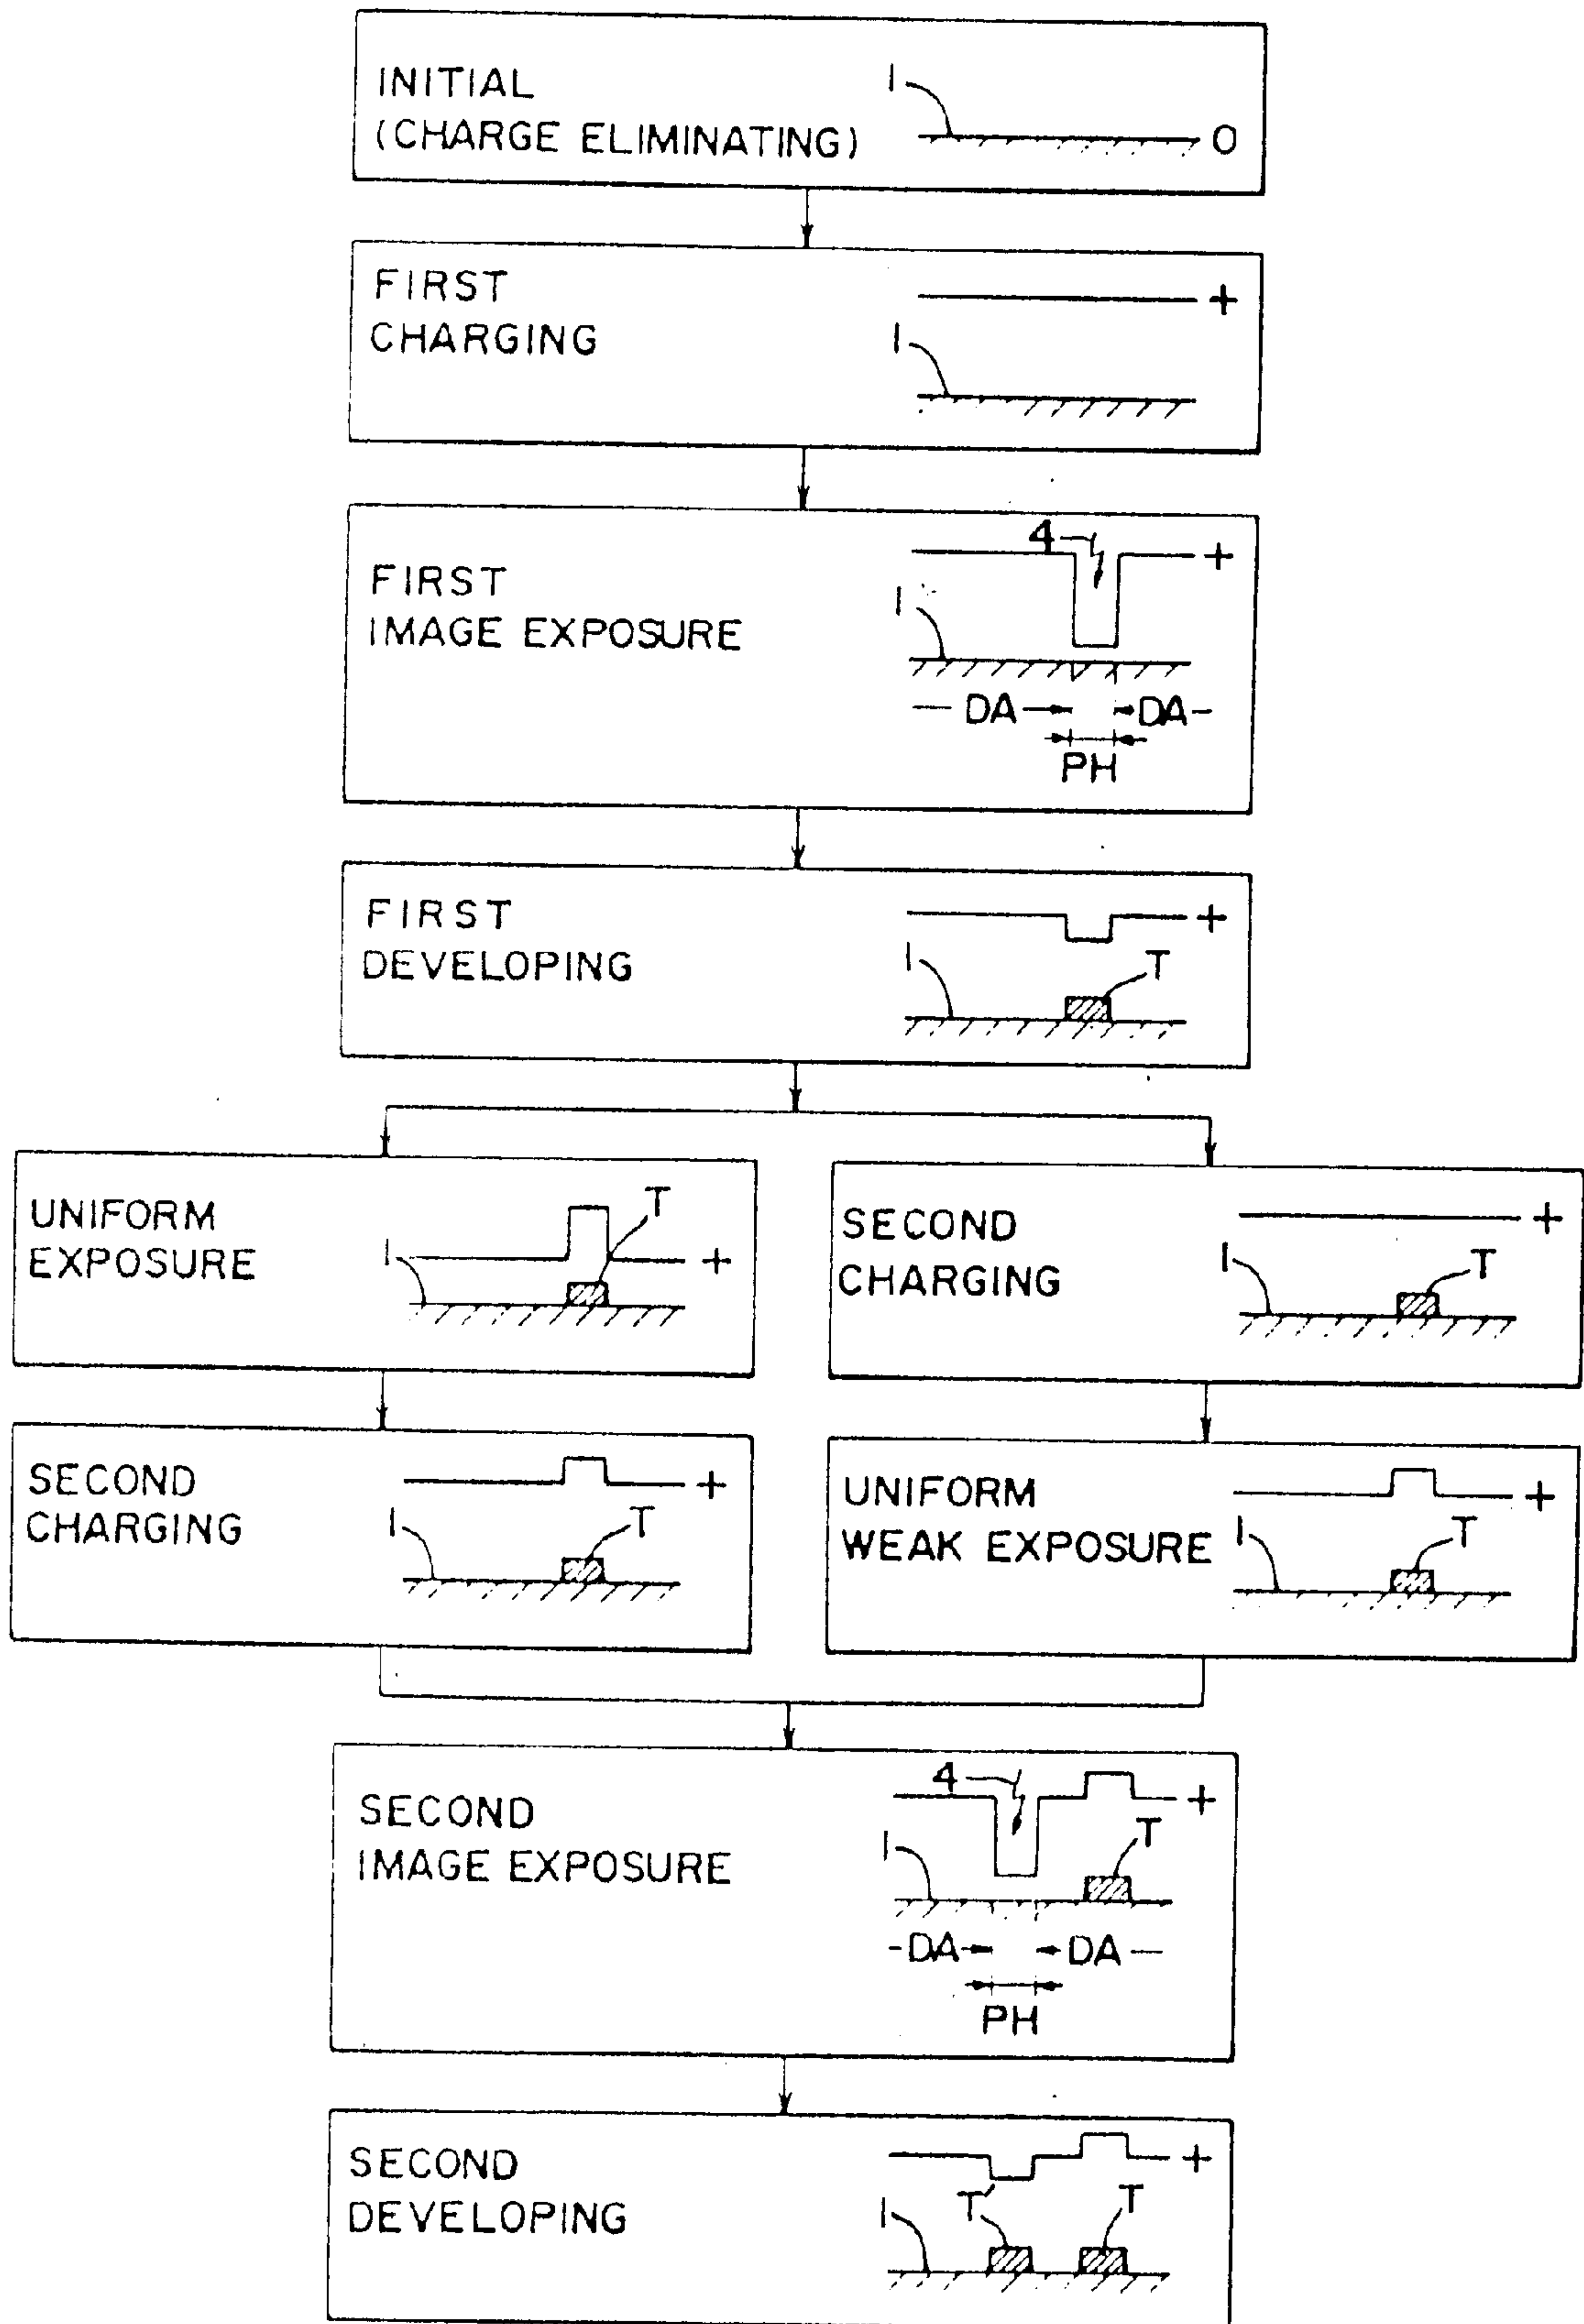 INITIAL
(CHARGE ELIMINATING)
1
0
FIRST
CHARGING
+
1
FIRST
IMAGE EXPOSURE
4
+
1
DA
DA
PH
FIRST
DEVELOPING
+
1
T
UNIFORM
EXPOSURE
T
1
+
SECOND
CHARGING
+
1
T
SECOND
CHARGING
+
1
T
UNIFORM
WEAK EXPOSURE
+
1
T
SECOND
IMAGE EXPOSURE
4
+
1
T
DA
DA
PH
SECOND
DEVELOPING
+
1
T'
T